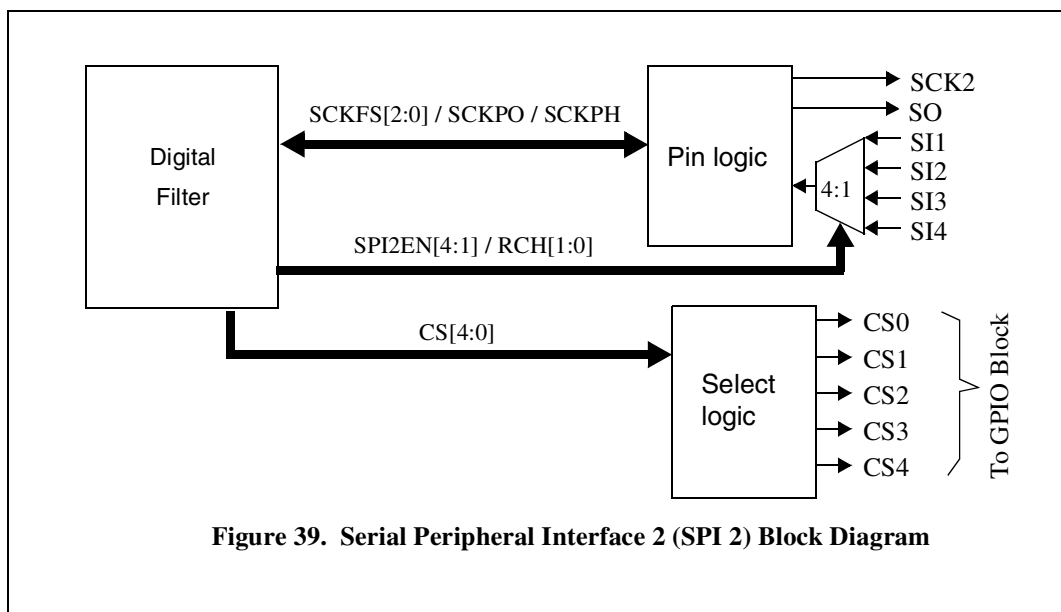 Digital
Filter
SCKFS[2:0] / SCKPO / SCKPH
SPI2EN[4:1] / RCH[1:0]
CS[4:0]
Pin logic
4:1
SCK2
SO
SI1
SI2
SI3
SI4
Select
logic
CS0
CS1
CS2
CS3
CS4
To GPIO Block
Figure 39. Serial Peripheral Interface 2 (SPI 2) Block Diagram